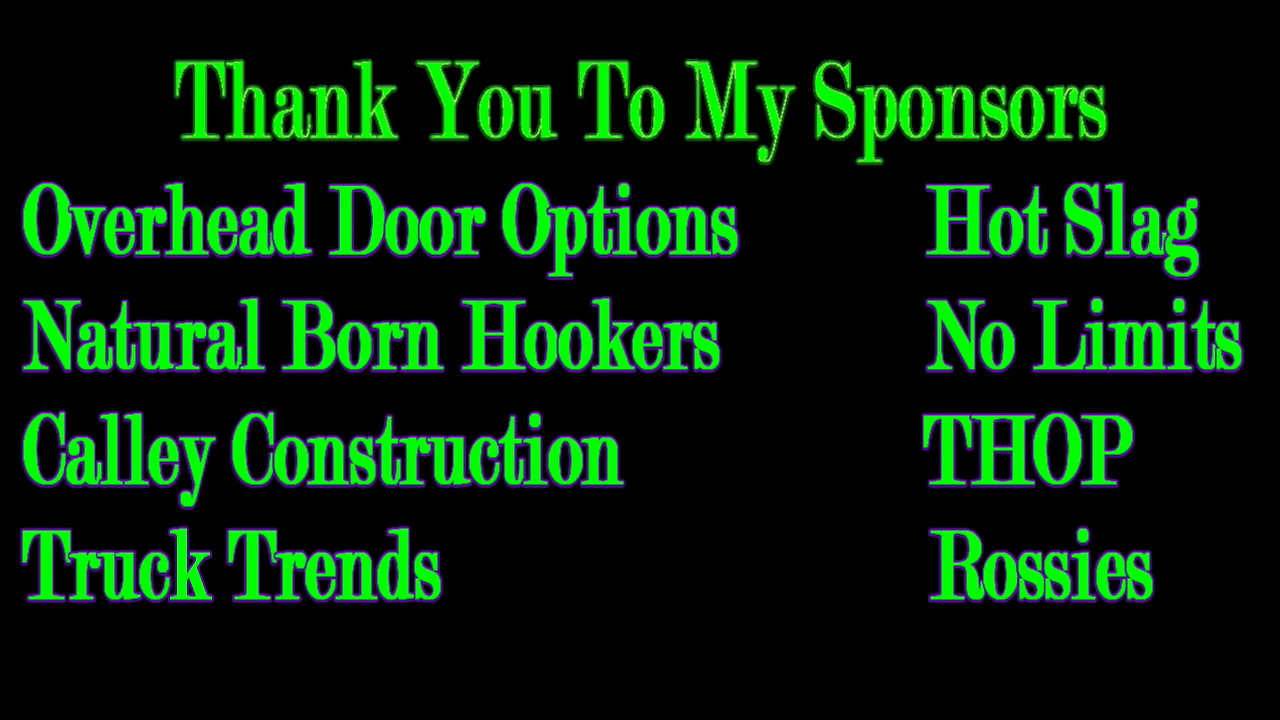 Thank You To My Sponsors
Overhead Door Options
Hot Slag
Natural Born Hookers
No Limits
Calley Construction
THOP
Truck Trends
Rossies